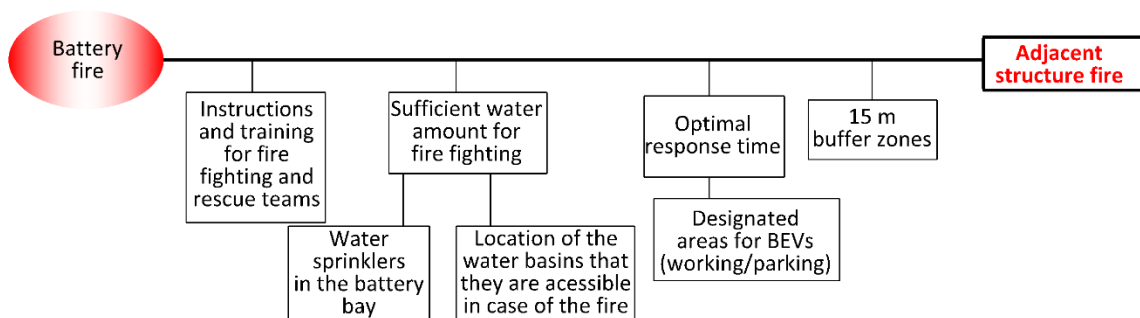 Battery
fire
Adjacent
structure fire
Instructions
and training
for fire
fighting and
rescue teams
Sufficient water
amount for
fire fighting
Optimal
response time
15 m
buffer zones
Water
sprinklers
in the battery
bay
Location of the
water basins that
they are acessible
in case of the fire
Designated
areas for BEVs
(working/parking)